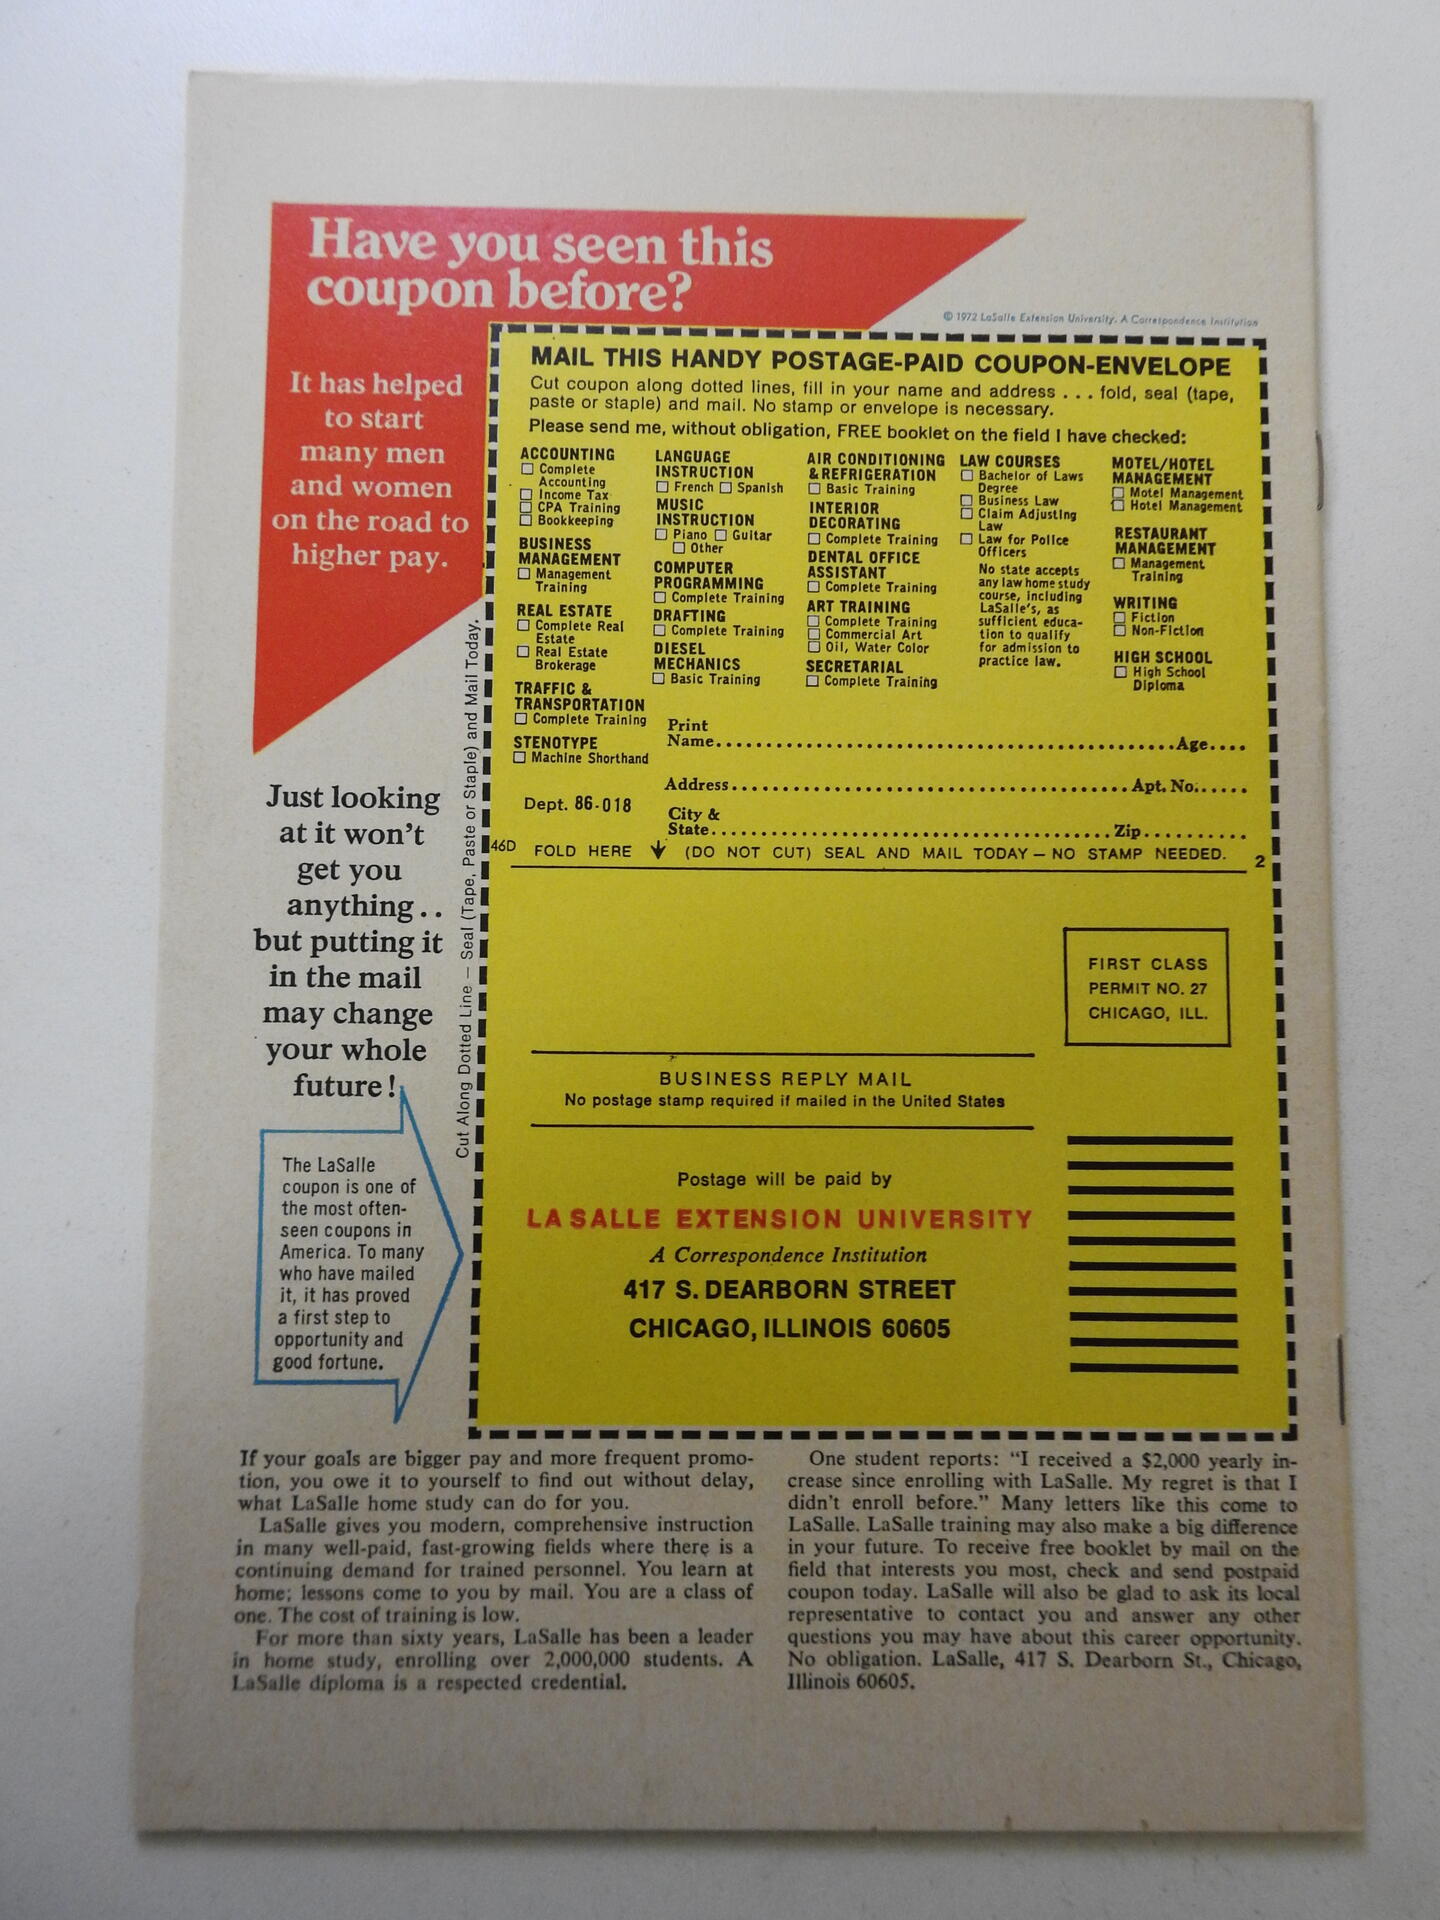 Have you seen this
coupon before?
© 1972 LaSalle Extension University. A Correspondence Institution
It has helped
to start
many men
and women
on the road to
higher pay.
Just looking
at it won't
get you
anything..
but putting it
in the mail
may change
your whole
future!
The LaSalle
coupon is one of
the most often-
seen coupons in
America. To many
who have mailed
it, it has proved
a first step to
opportunity and
good fortune.
Cut Along Dotted Line — Seal (Tape, Paste or Staple) and Mail Today.
MAIL THIS HANDY POSTAGE-PAID COUPON-ENVELOPE
Cut coupon along dotted lines, fill in your name and address . . . fold, seal (tape,
paste or staple) and mail. No stamp or envelope is necessary.
Please send me, without obligation, FREE booklet on the field I have checked:
ACCOUNTING
☐ Complete
Accounting
☐ Income Tax
☐ CPA Training
☐ Bookkeeping
BUSINESS
MANAGEMENT
☐ Management
Training
REAL ESTATE
☐ Complete Real
Estate
☐ Real Estate
Brokerage
TRAFFIC &
TRANSPORTATION
☐ Complete Training
STENOTYPE
☐ Machine Shorthand
LANGUAGE
INSTRUCTION
☐ French ☐ Spanish
MUSIC
INSTRUCTION
☐ Piano ☐ Guitar
☐ Other
COMPUTER
PROGRAMMING
☐ Complete Training
DRAFTING
☐ Complete Training
DIESEL
MECHANICS
☐ Basic Training
AIR CONDITIONING
& REFRIGERATION
☐ Basic Training
INTERIOR
DECORATING
☐ Complete Training
DENTAL OFFICE
ASSISTANT
☐ Complete Training
ART TRAINING
☐ Complete Training
☐ Commercial Art
☐ Oil, Water Color
SECRETARIAL
☐ Complete Training
LAW COURSES
☐ Bachelor of Laws
Degree
☐ Business Law
☐ Claim Adjusting
Law
☐ Law for Police
Officers
No state accepts
any law home study
course, including
LaSalle's, as
sufficient educa-
tion to qualify
for admission to
practice law.
MOTEL/HOTEL
MANAGEMENT
☐ Motel Management
☐ Hotel Management
RESTAURANT
MANAGEMENT
☐ Management
Training
WRITING
☐ Fiction
☐ Non-Fiction
HIGH SCHOOL
☐ High School
Diploma
Print
Name.....Age....
Address.....Apt. No......
Dept. 86-018
City &
State.....Zip..........
46D FOLD HERE ↓ (DO NOT CUT) SEAL AND MAIL TODAY — NO STAMP NEEDED. 2
FIRST CLASS
PERMIT NO. 27
CHICAGO, ILL.
BUSINESS REPLY MAIL
No postage stamp required if mailed in the United States
Postage will be paid by
LA SALLE EXTENSION UNIVERSITY
A Correspondence Institution
417 S. DEARBORN STREET
CHICAGO, ILLINOIS 60605
If your goals are bigger pay and more frequent promo-
tion, you owe it to yourself to find out without delay,
what LaSalle home study can do for you.
LaSalle gives you modern, comprehensive instruction
in many well-paid, fast-growing fields where there is a
continuing demand for trained personnel. You learn at
home; lessons come to you by mail. You are a class of
one. The cost of training is low.
For more than sixty years, LaSalle has been a leader
in home study, enrolling over 2,000,000 students. A
LaSalle diploma is a respected credential.
One student reports: "I received a $2,000 yearly in-
crease since enrolling with LaSalle. My regret is that I
didn't enroll before." Many letters like this come to
LaSalle. LaSalle training may also make a big difference
in your future. To receive free booklet by mail on the
field that interests you most, check and send postpaid
coupon today. LaSalle will also be glad to ask its local
representative to contact you and answer any other
questions you may have about this career opportunity.
No obligation. LaSalle, 417 S. Dearborn St., Chicago,
Illinois 60605.